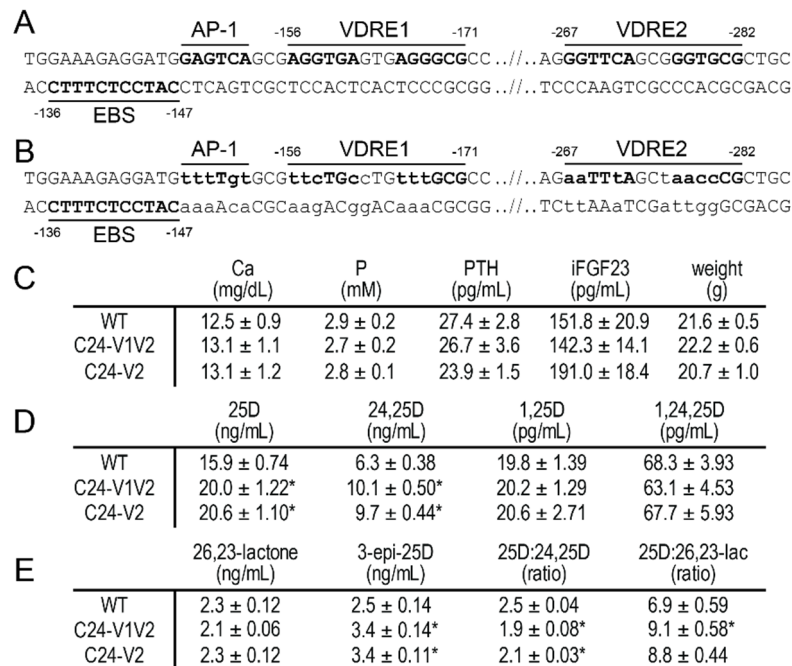 A
AP-1 -156 VDRE1 -171 -267 VDRE2 -282
TGGAAAGAGGATGGAGTCAGCGAGGTGAGTGAGGGCGCC ..//.. AGGGTTCAGCGGGTGCGCTGC
ACCTTTCTCCTACCTCAGTCGCTCCACTCACTCCCGCGG ..//.. TCCCAAGTCGCCCACGCGACG
-136 EBS -147
B
AP-1 -156 VDRE1 -171 -267 VDRE2 -282
TGGAAAGAGGATGtttTgtGCGttcTGccTGtttGCGCC ..//.. AGaaTTtAGCtaaccCGCTGC
ACCTTTCTCCTACaaaAcaCGCaagACggACaaaCGCGG ..//.. TCttAAaTCGattggGCGACG
-136 EBS -147
C
Ca P PTH iFGF23 weight
(mg/dL) (mM) (pg/mL) (pg/mL) (g)
WT 12.5 ± 0.9 2.9 ± 0.2 27.4 ± 2.8 151.8 ± 20.9 21.6 ± 0.5
C24-V1V2 13.1 ± 1.1 2.7 ± 0.2 26.7 ± 3.6 142.3 ± 14.1 22.2 ± 0.6
C24-V2 13.1 ± 1.2 2.8 ± 0.1 23.9 ± 1.5 191.0 ± 18.4 20.7 ± 1.0
D
25D 24,25D 1,25D 1,24,25D
(ng/mL) (ng/mL) (pg/mL) (pg/mL)
WT 15.9 ± 0.74 6.3 ± 0.38 19.8 ± 1.39 68.3 ± 3.93
C24-V1V2 20.0 ± 1.22* 10.1 ± 0.50* 20.2 ± 1.29 63.1 ± 4.53
C24-V2 20.6 ± 1.10* 9.7 ± 0.44* 20.6 ± 2.71 67.7 ± 5.93
E
26,23-lactone 3-epi-25D 25D:24,25D 25D:26,23-lac
(ng/mL) (ng/mL) (ratio) (ratio)
WT 2.3 ± 0.12 2.5 ± 0.14 2.5 ± 0.04 6.9 ± 0.59
C24-V1V2 2.1 ± 0.06 3.4 ± 0.14* 1.9 ± 0.08* 9.1 ± 0.58*
C24-V2 2.3 ± 0.12 3.4 ± 0.11* 2.1 ± 0.03* 8.8 ± 0.44